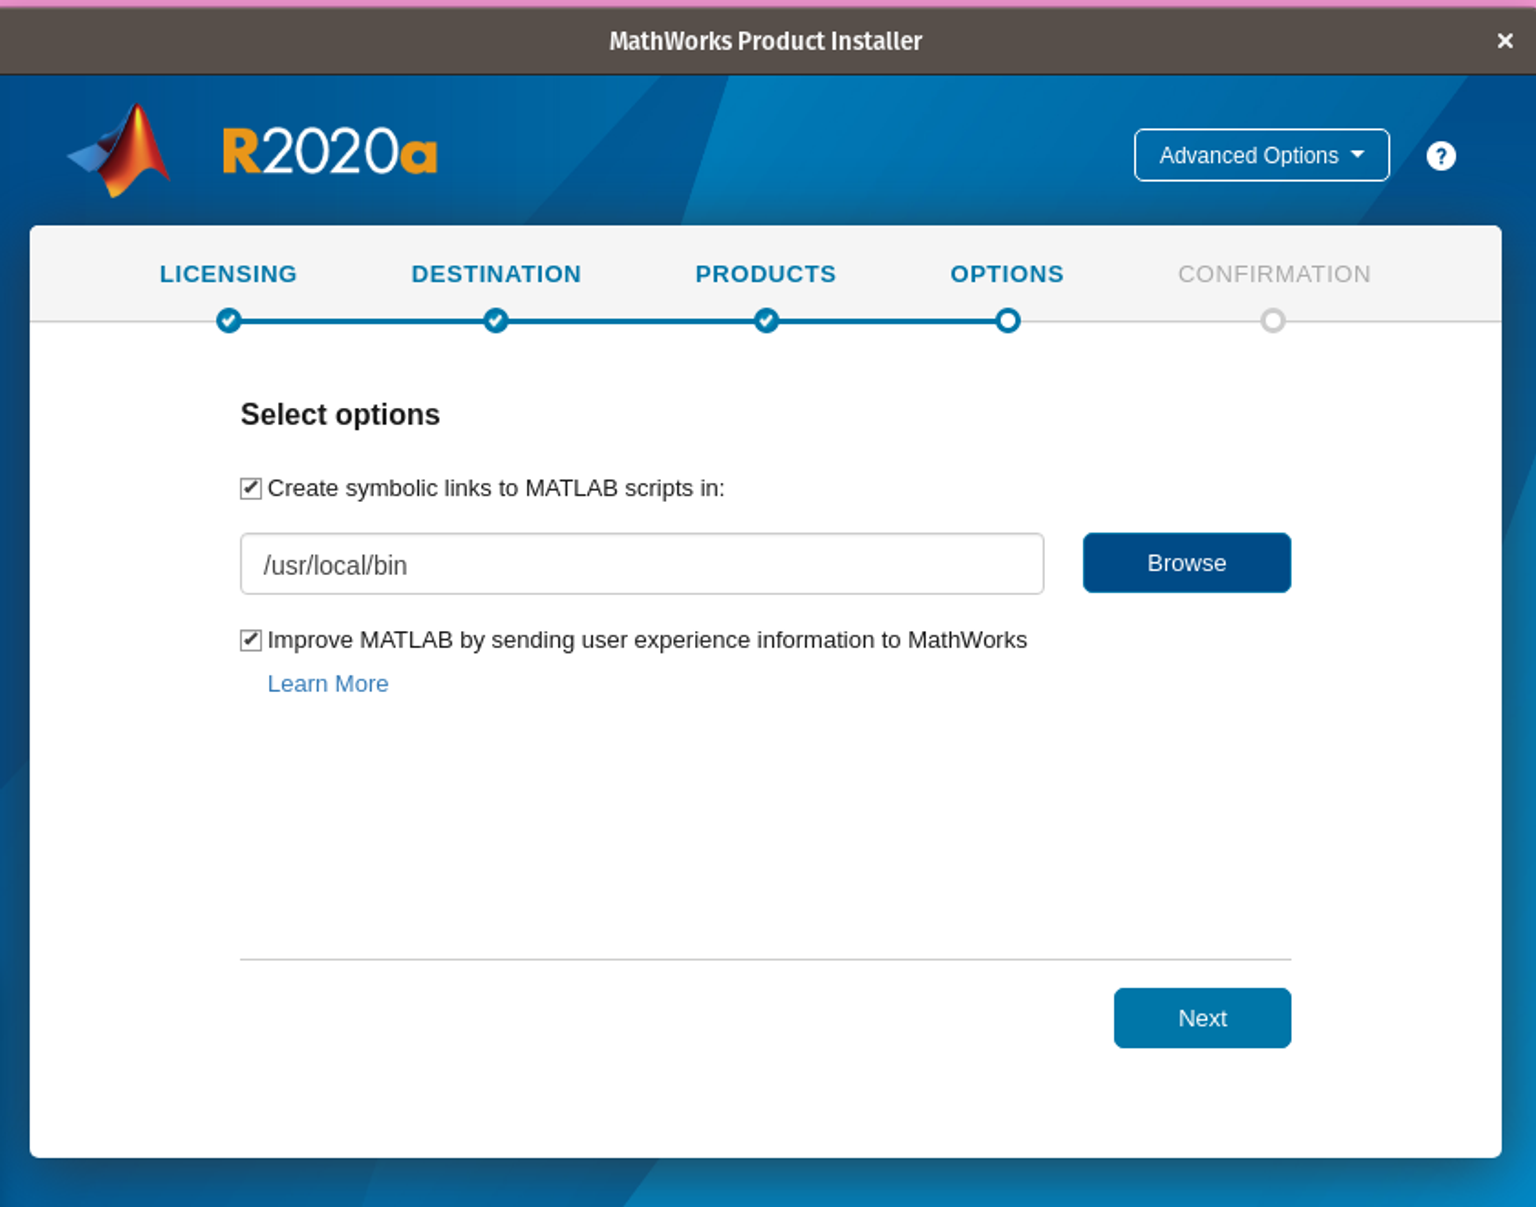 MathWorks Product Installer
R2020a
Advanced Options
?
LICENSING DESTINATION PRODUCTS OPTIONS CONFIRMATION
Select options
Create symbolic links to MATLAB scripts in:
/usr/local/bin
Browse
Improve MATLAB by sending user experience information to MathWorks
Learn More
Next